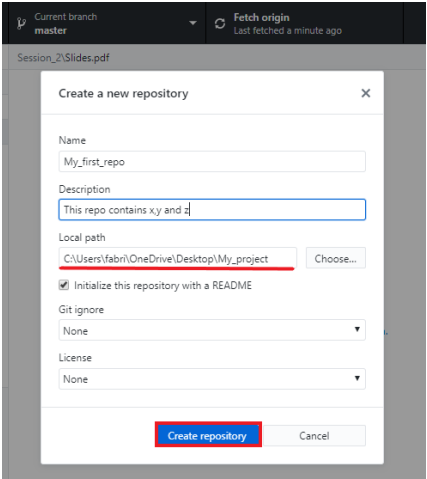 Current branch
master
Fetch origin
Last fetched a minute ago
Session_2\Slides.pdf
Create a new repository
Name
My_first_repo
Description
This repo contains x,y and z
Local path
C:\Users\fabri\OneDrive\Desktop\My_project
Choose...
Initialize this repository with a README
Git ignore
None
License
None
Create repository
Cancel